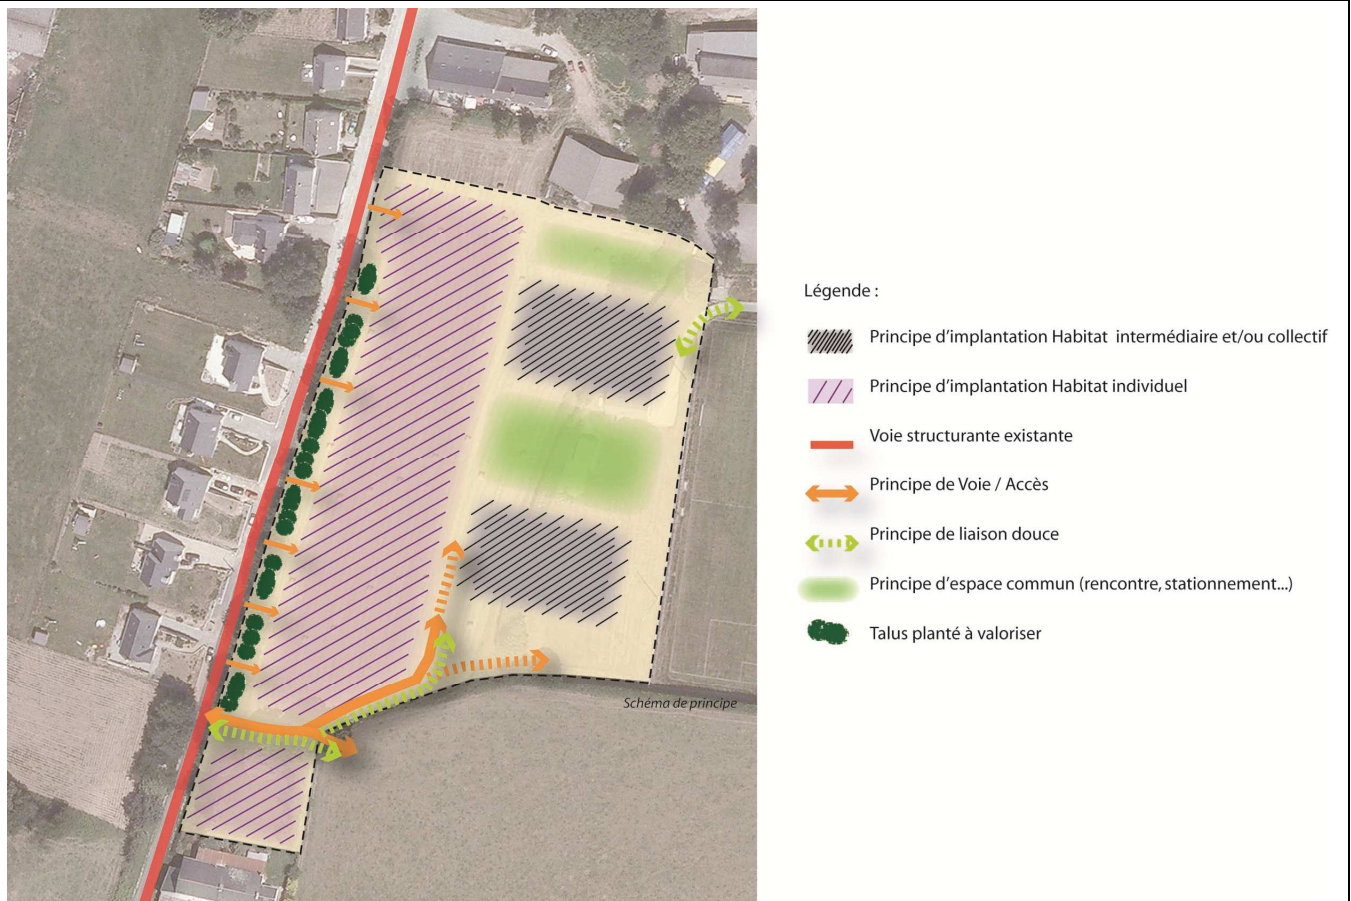 Légende :
Principe d'implantation Habitat intermédiaire et/ou collectif
Principe d'implantation Habitat individuel
Voie structurante existante
Principe de Voie / Accès
Principe de liaison douce
Principe d'espace commun (rencontre, stationnement...)
Talus planté à valoriser
Schéma de principe